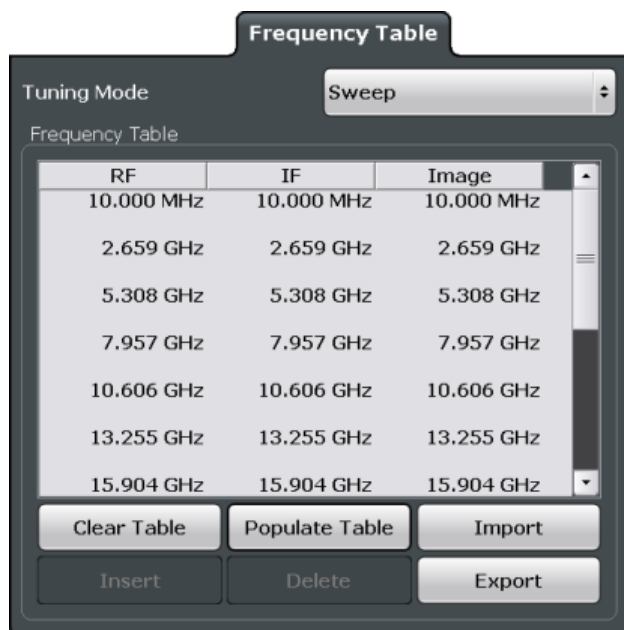 Frequency Table
Tuning Mode Sweep
Frequency Table
RF IF Image
10.000 MHz 10.000 MHz 10.000 MHz
2.659 GHz 2.659 GHz 2.659 GHz
5.308 GHz 5.308 GHz 5.308 GHz
7.957 GHz 7.957 GHz 7.957 GHz
10.606 GHz 10.606 GHz 10.606 GHz
13.255 GHz 13.255 GHz 13.255 GHz
15.904 GHz 15.904 GHz 15.904 GHz
Clear Table Populate Table Import
Insert Delete Export